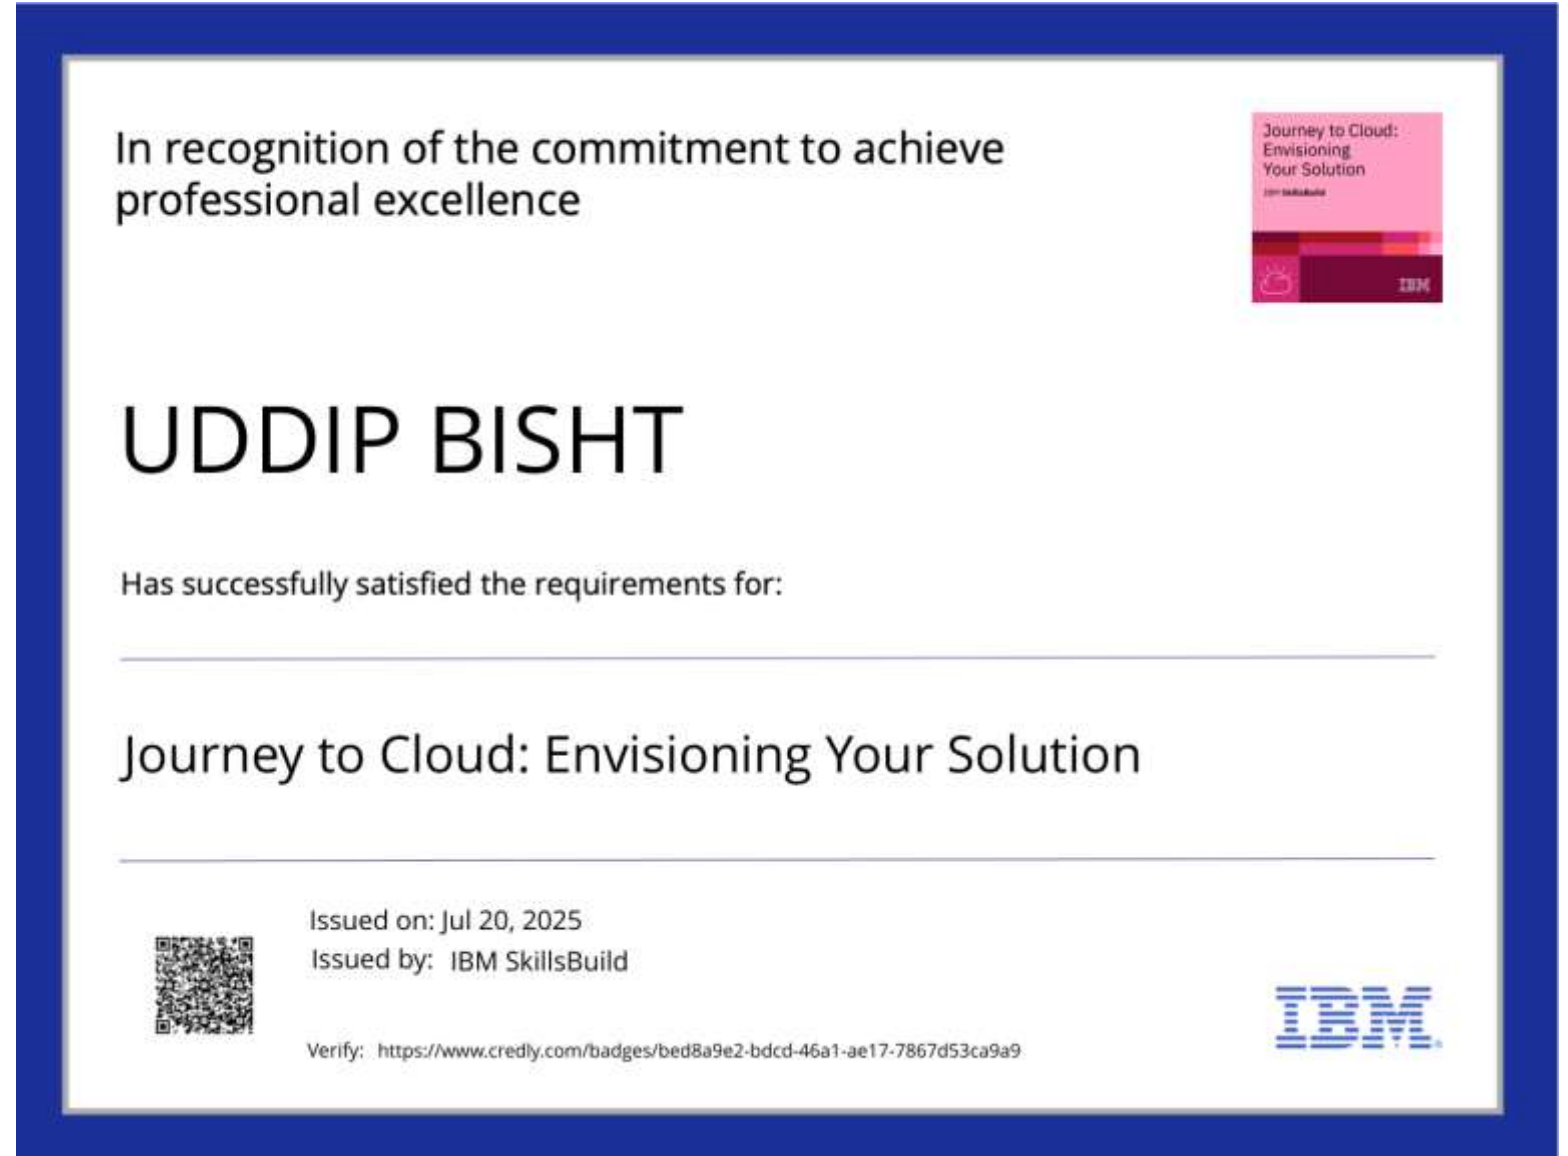 In recognition of the commitment to achieve
professional excellence
Journey to Cloud:
Envisioning
Your Solution
IBM SkillsBuild
IBM
UDDIP BISHT
Has successfully satisfied the requirements for:
Journey to Cloud: Envisioning Your Solution
Issued on: Jul 20, 2025
Issued by: IBM SkillsBuild
Verify: https://www.credly.com/badges/bed8a9e2-bdcd-46a1-ae17-7867d53ca9a9
IBM